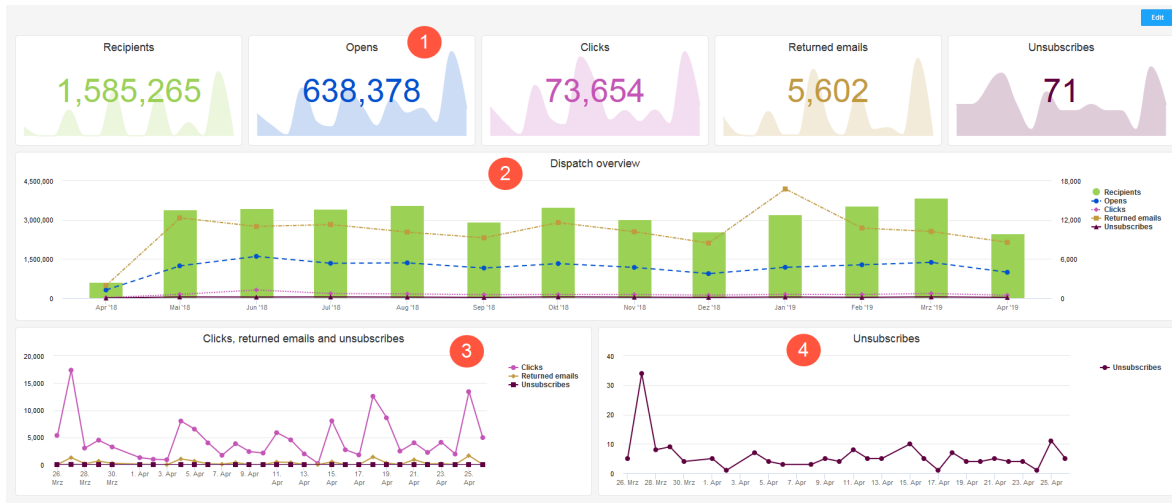 Edit
Recipients
1,585,265
Opens
1
638,378
Clicks
73,654
Returned emails
5,602
Unsubscribes
71
Dispatch overview
2
4,500,000
3,000,000
1,500,000
0
18,000
12,000
6,000
0
Recipients
Opens
Clicks
Returned emails
Unsubscribes
Apr '18 Mai '18 Jun '18 Jul '18 Aug '18 Sep '18 Okt '18 Nov '18 Dez '18 Jan '19 Feb '19 Mrz '19 Apr '19
Clicks, returned emails and unsubscribes
3
20,000
15,000
10,000
5,000
0
Clicks
Returned emails
Unsubscribes
26. Mrz 28. Mrz 30. Mrz 1. Apr 3. Apr 5. Apr 7. Apr 9. Apr 11. Apr 13. Apr 15. Apr 17. Apr 19. Apr 21. Apr 23. Apr 25. Apr
Unsubscribes
4
40
30
20
10
0
Unsubscribes
26. Mrz 28. Mrz 30. Mrz 1. Apr 3. Apr 5. Apr 7. Apr 9. Apr 11. Apr 13. Apr 15. Apr 17. Apr 19. Apr 21. Apr 23. Apr 25. Apr